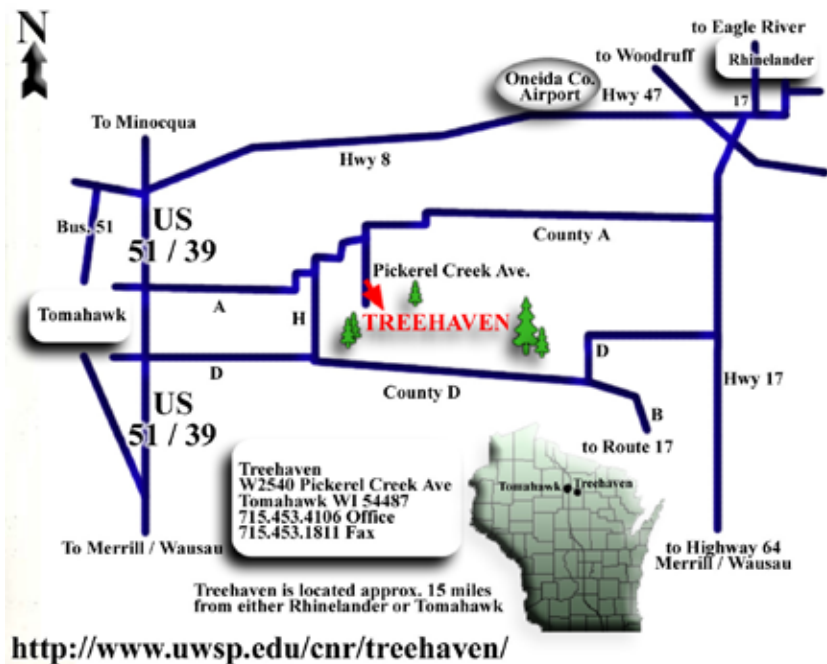 N
to Eagle River
to Woodruff
Rhinelander
Oneida Co.
Airport
Hwy 47
17
To Minocqua
Hwy 8
Bus. 51
US
51 / 39
County A
Pickerel Creek Ave.
A
H
TREEHAVEN
Tomahawk
D
D
County D
Hwy 17
B
US
51 / 39
to Route 17
Treehaven
W2540 Pickerel Creek Ave
Tomahawk WI 54487
715.453.4106 Office
715.453.1811 Fax
Tomahawk
Treehaven
To Merrill / Wausau
to Highway 64
Merrill / Wausau
Treehaven is located approx. 15 miles
from either Rhinelander or Tomahawk
http://www.uwsp.edu/cnr/treehaven/